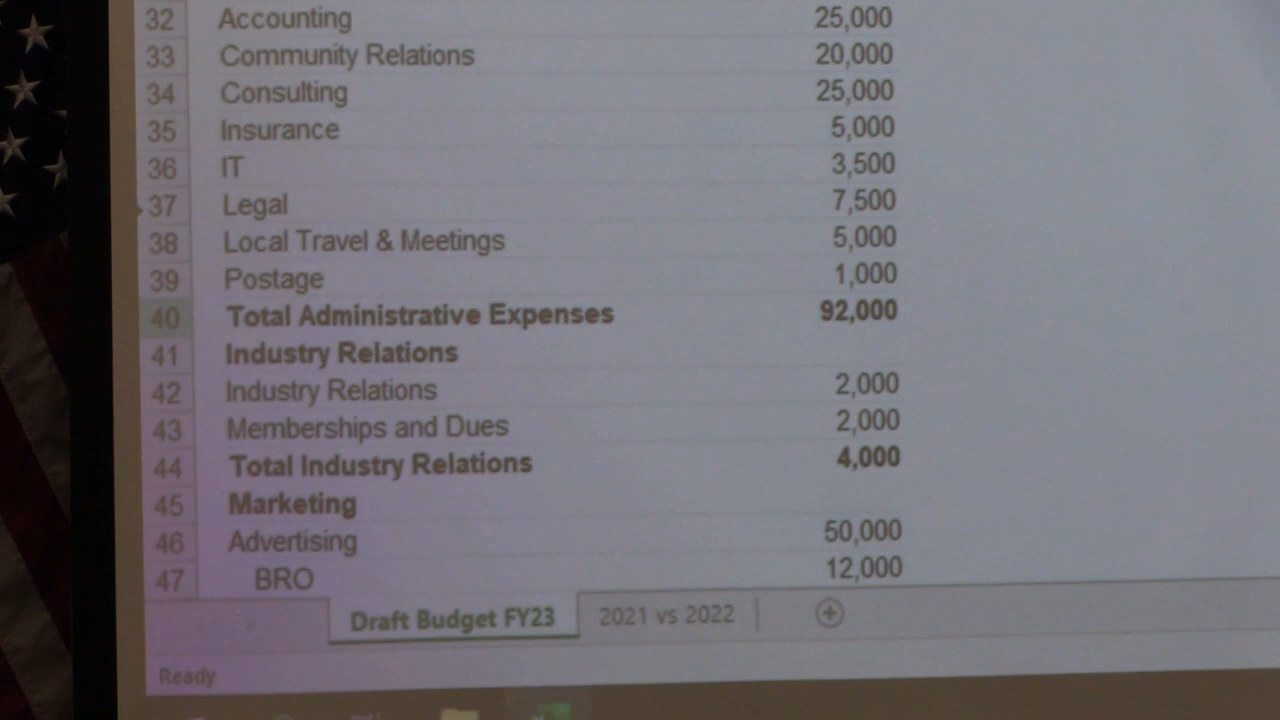 32 Accounting 25,000
33 Community Relations 20,000
34 Consulting 25,000
35 Insurance 5,000
36 IT 3,500
37 Legal 7,500
38 Local Travel & Meetings 5,000
39 Postage 1,000
40 Total Administrative Expenses 92,000
41 Industry Relations
42 Industry Relations 2,000
43 Memberships and Dues 2,000
44 Total Industry Relations 4,000
45 Marketing
46 Advertising 50,000
47 BRO 12,000
Draft Budget FY23 2021 vs 2022
Ready